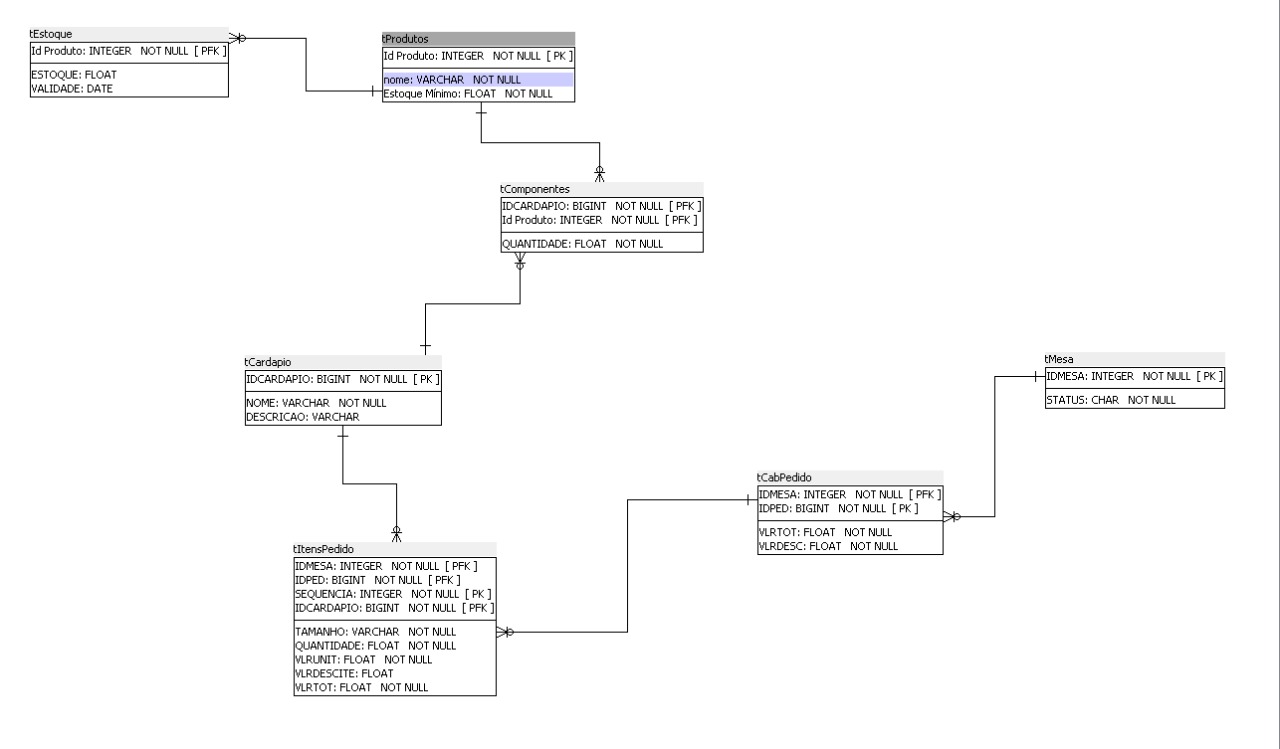 tEstoque
Id Produto: INTEGER NOT NULL [ PFK ]
ESTOQUE: FLOAT
VALIDADE: DATE
tProdutos
Id Produto: INTEGER NOT NULL [ PK ]
nome: VARCHAR NOT NULL
Estoque Mínimo: FLOAT NOT NULL
tComponentes
IDCARDAPIO: BIGINT NOT NULL [ PFK ]
Id Produto: INTEGER NOT NULL [ PFK ]
QUANTIDADE: FLOAT NOT NULL
tCardapio
IDCARDAPIO: BIGINT NOT NULL [ PK ]
NOME: VARCHAR NOT NULL
DESCRICAO: VARCHAR
tMesa
IDMESA: INTEGER NOT NULL [ PK ]
STATUS: CHAR NOT NULL
tCabPedido
IDMESA: INTEGER NOT NULL [ PFK ]
IDPED: BIGINT NOT NULL [ PK ]
VLRTOT: FLOAT NOT NULL
VLRDESC: FLOAT NOT NULL
tItensPedido
IDMESA: INTEGER NOT NULL [ PFK ]
IDPED: BIGINT NOT NULL [ PFK ]
SEQUENCIA: INTEGER NOT NULL [ PK ]
IDCARDAPIO: BIGINT NOT NULL [ PFK ]
TAMANHO: VARCHAR NOT NULL
QUANTIDADE: FLOAT NOT NULL
VLRUNIT: FLOAT NOT NULL
VLRDESCITE: FLOAT
VLRTOT: FLOAT NOT NULL